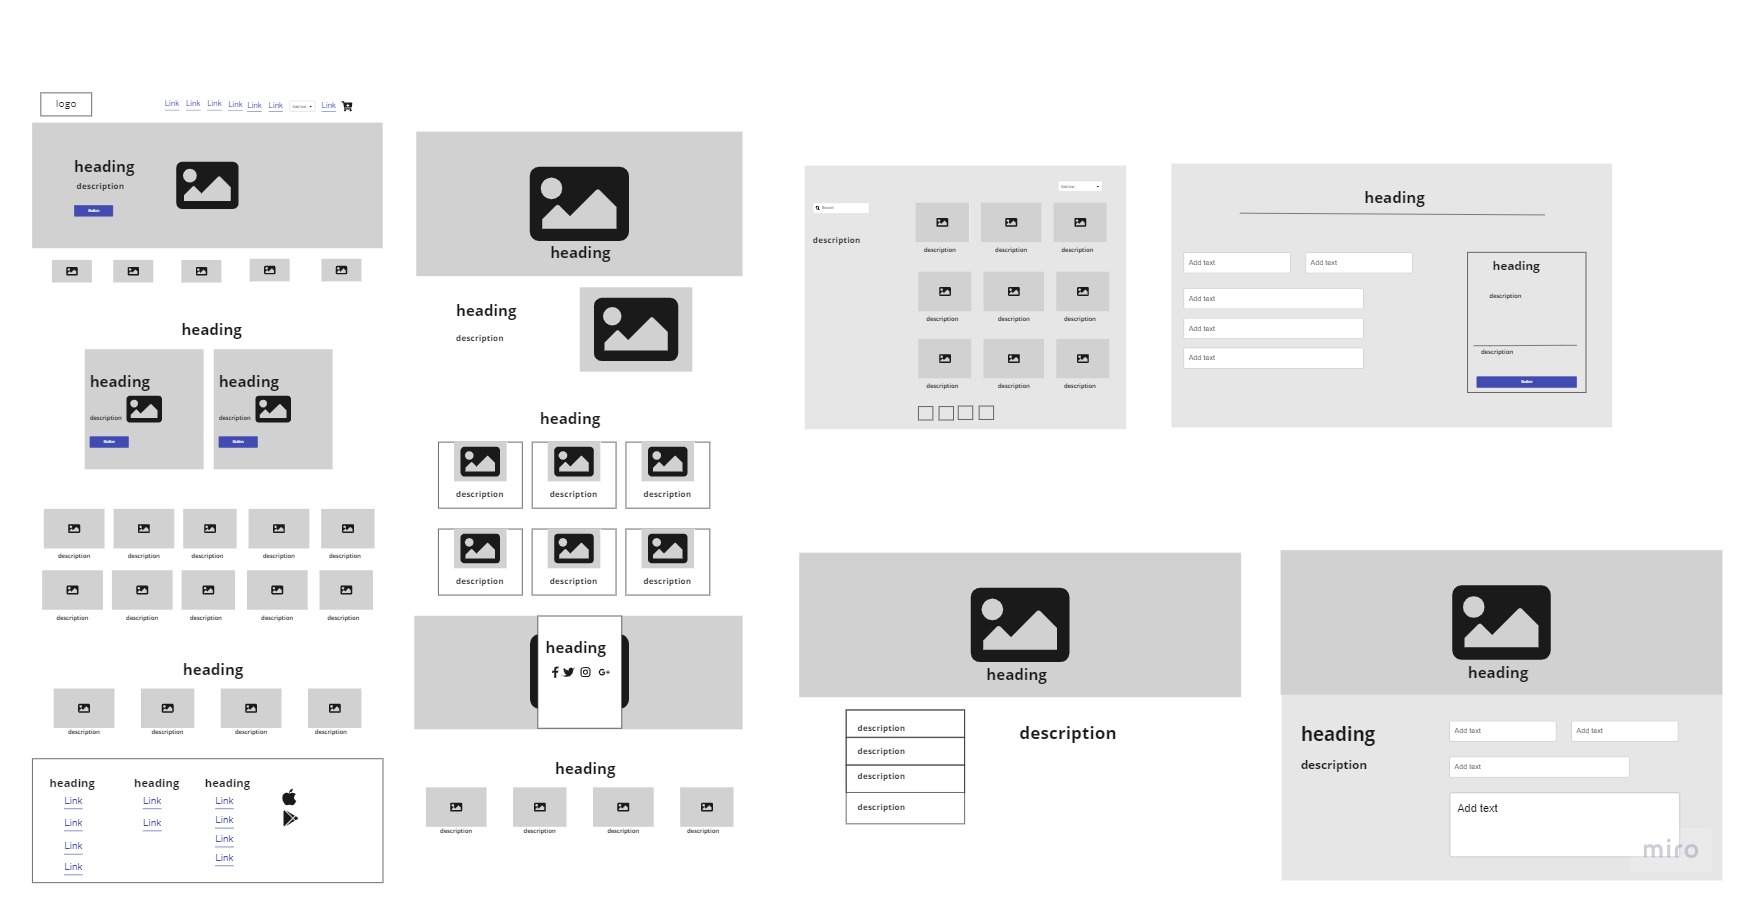 logo
Link Link Link Link Link Link Add text Link
heading
description
Button
heading
heading
description
Button
heading
description
Button
description description description description description
description description description description description
heading
description description description description
heading heading heading
Link Link Link
Link Link Link
Link Link
Link Link
heading
heading
description
heading
description description description
description description description
heading
G+
heading
description description description description
Add text
Search
description
description description description
description description description
description description description
heading
Add text Add text
Add text
Add text
Add text
heading
description
description
Button
heading
description
description
description
description
description
heading
heading
description
Add text Add text
Add text
Add text
miro